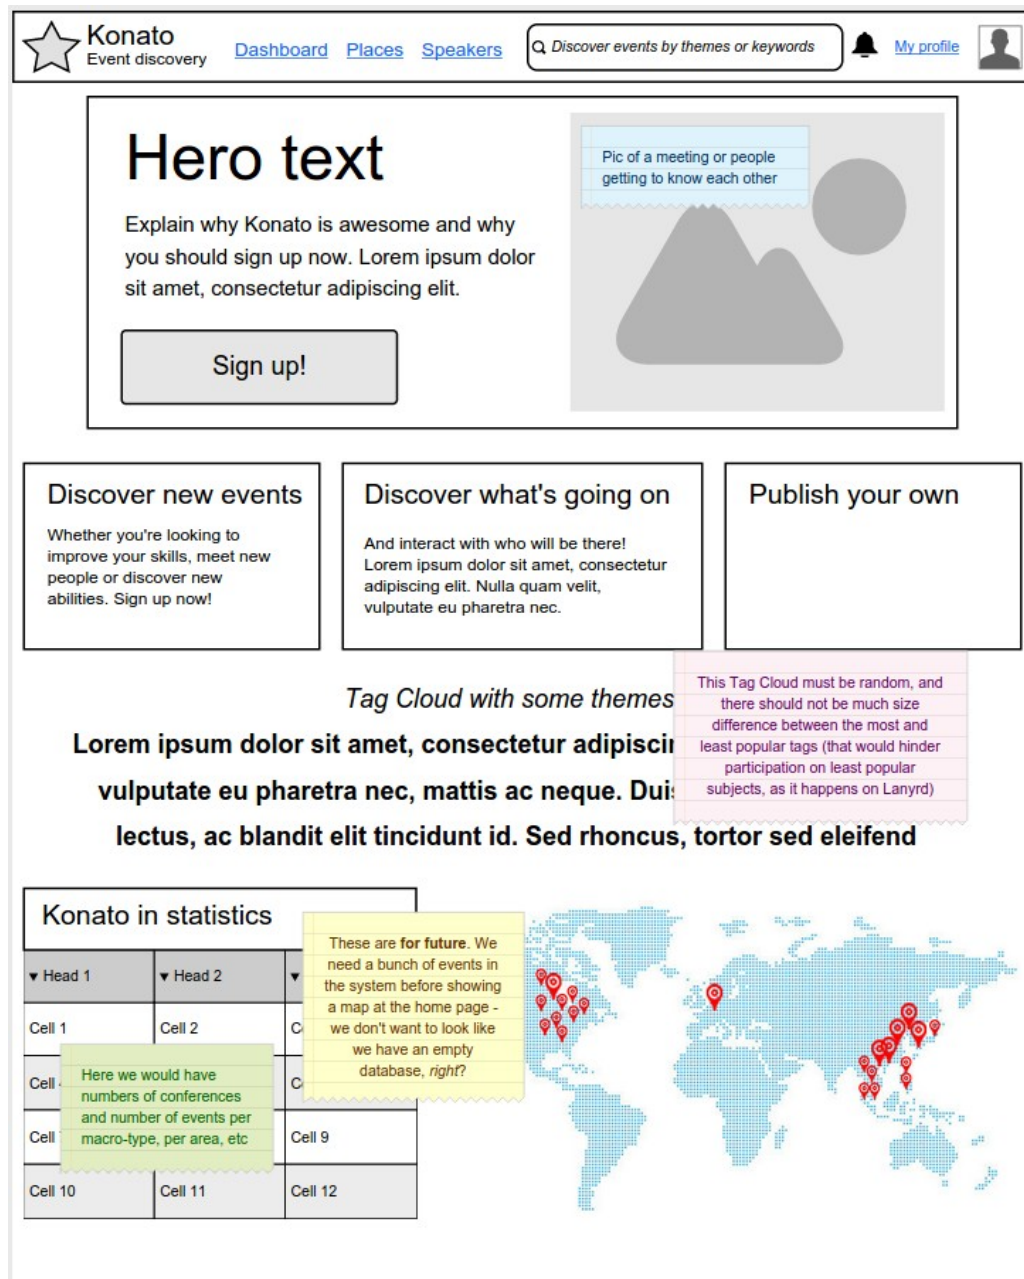 Konato
Event discovery
Dashboard Places Speakers
Discover events by themes or keywords
My profile
Hero text
Explain why Konato is awesome and why
you should sign up now. Lorem ipsum dolor
sit amet, consectetur adipiscing elit.
Sign up!
Pic of a meeting or people
getting to know each other
Discover new events
Whether you're looking to
improve your skills, meet new
people or discover new
abilities. Sign up now!
Discover what's going on
And interact with who will be there!
Lorem ipsum dolor sit amet, consectetur
adipiscing elit. Nulla quam velit,
vulputate eu pharetra nec.
Publish your own
Tag Cloud with some themes
Lorem ipsum dolor sit amet, consectetur
vulputate eu pharetra nec, mattis ac neque.
lectus, ac blandit elit tincidunt id. Sed rhoncus, tortor sed eleifend
This Tag Cloud must be random, and
there should not be much size
difference between the most and
least popular tags (that would hinder
participation on least popular
subjects, as it happens on Lanyrd)
Konato in statistics
Head 1 Head 2
Cell 1 Cell 2
Cell
Cell
Cell 9
Cell 10 Cell 11 Cell 12
Here we would have
numbers of conferences
and number of events per
macro-type, per area, etc
These are for future. We
need a bunch of events in
the system before showing
a map at the home page -
we don't want to look like
we have an empty
database, right?